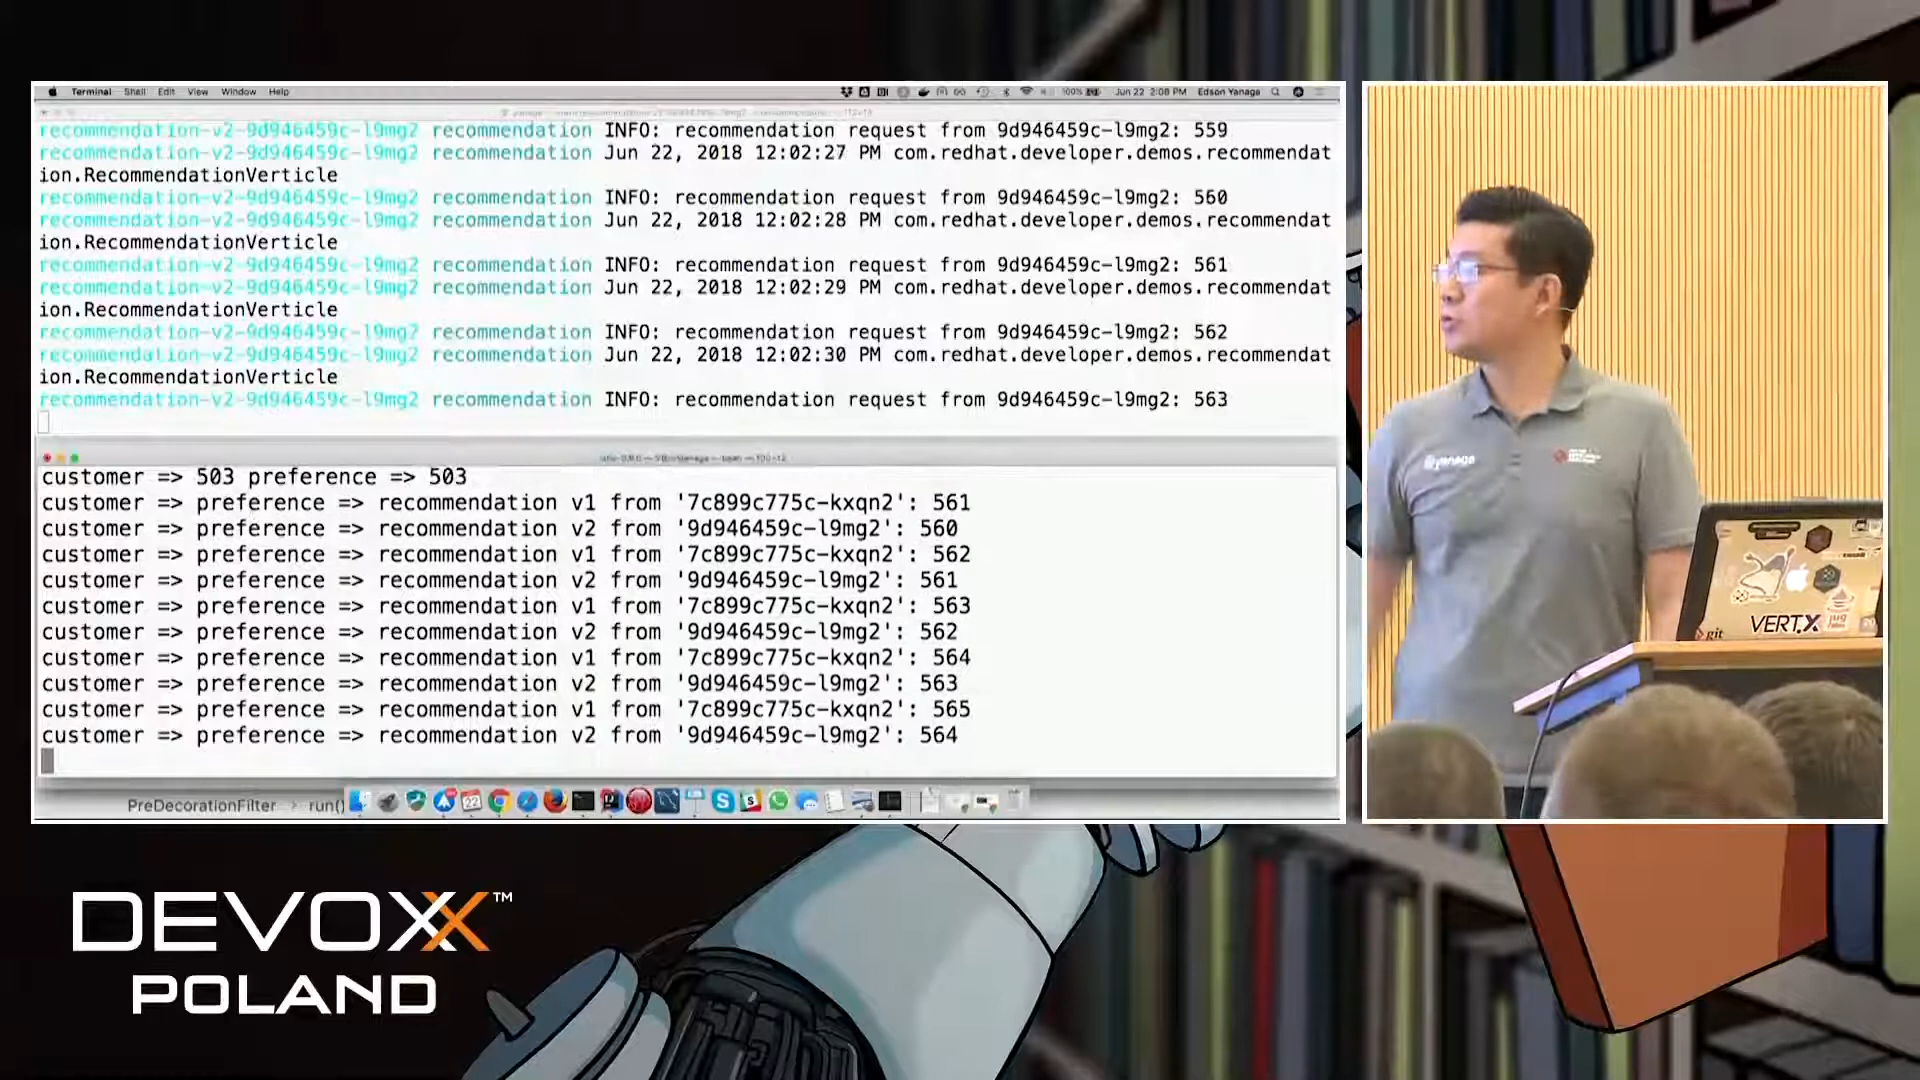 Terminal Shell Edit View Window Help
100% Jun 22 2:08 PM Edson Yanaga
recommendation-v2-9d946459c-l9mg2 recommendation INFO: recommendation request from 9d946459c-l9mg2: 559
recommendation-v2-9d946459c-l9mg2 recommendation Jun 22, 2018 12:02:27 PM com.redhat.developer.demos.recommendat
ion.RecommendationVerticle
recommendation-v2-9d946459c-l9mg2 recommendation INFO: recommendation request from 9d946459c-l9mg2: 560
recommendation-v2-9d946459c-l9mg2 recommendation Jun 22, 2018 12:02:28 PM com.redhat.developer.demos.recommendat
ion.RecommendationVerticle
recommendation-v2-9d946459c-l9mg2 recommendation INFO: recommendation request from 9d946459c-l9mg2: 561
recommendation-v2-9d946459c-l9mg2 recommendation Jun 22, 2018 12:02:29 PM com.redhat.developer.demos.recommendat
ion.RecommendationVerticle
recommendation-v2-9d946459c-l9mg2 recommendation INFO: recommendation request from 9d946459c-l9mg2: 562
recommendation-v2-9d946459c-l9mg2 recommendation Jun 22, 2018 12:02:30 PM com.redhat.developer.demos.recommendat
ion.RecommendationVerticle
recommendation-v2-9d946459c-l9mg2 recommendation INFO: recommendation request from 9d946459c-l9mg2: 563
customer => 503 preference => 503
customer => preference => recommendation v1 from '7c899c775c-kxqn2': 561
customer => preference => recommendation v2 from '9d946459c-l9mg2': 560
customer => preference => recommendation v1 from '7c899c775c-kxqn2': 562
customer => preference => recommendation v2 from '9d946459c-l9mg2': 561
customer => preference => recommendation v1 from '7c899c775c-kxqn2': 563
customer => preference => recommendation v2 from '9d946459c-l9mg2': 562
customer => preference => recommendation v1 from '7c899c775c-kxqn2': 564
customer => preference => recommendation v2 from '9d946459c-l9mg2': 563
customer => preference => recommendation v1 from '7c899c775c-kxqn2': 565
customer => preference => recommendation v2 from '9d946459c-l9mg2': 564
PreDecorationFilter > run()
@yanaga
VERT.X
git
jug
DEVOXX™
POLAND